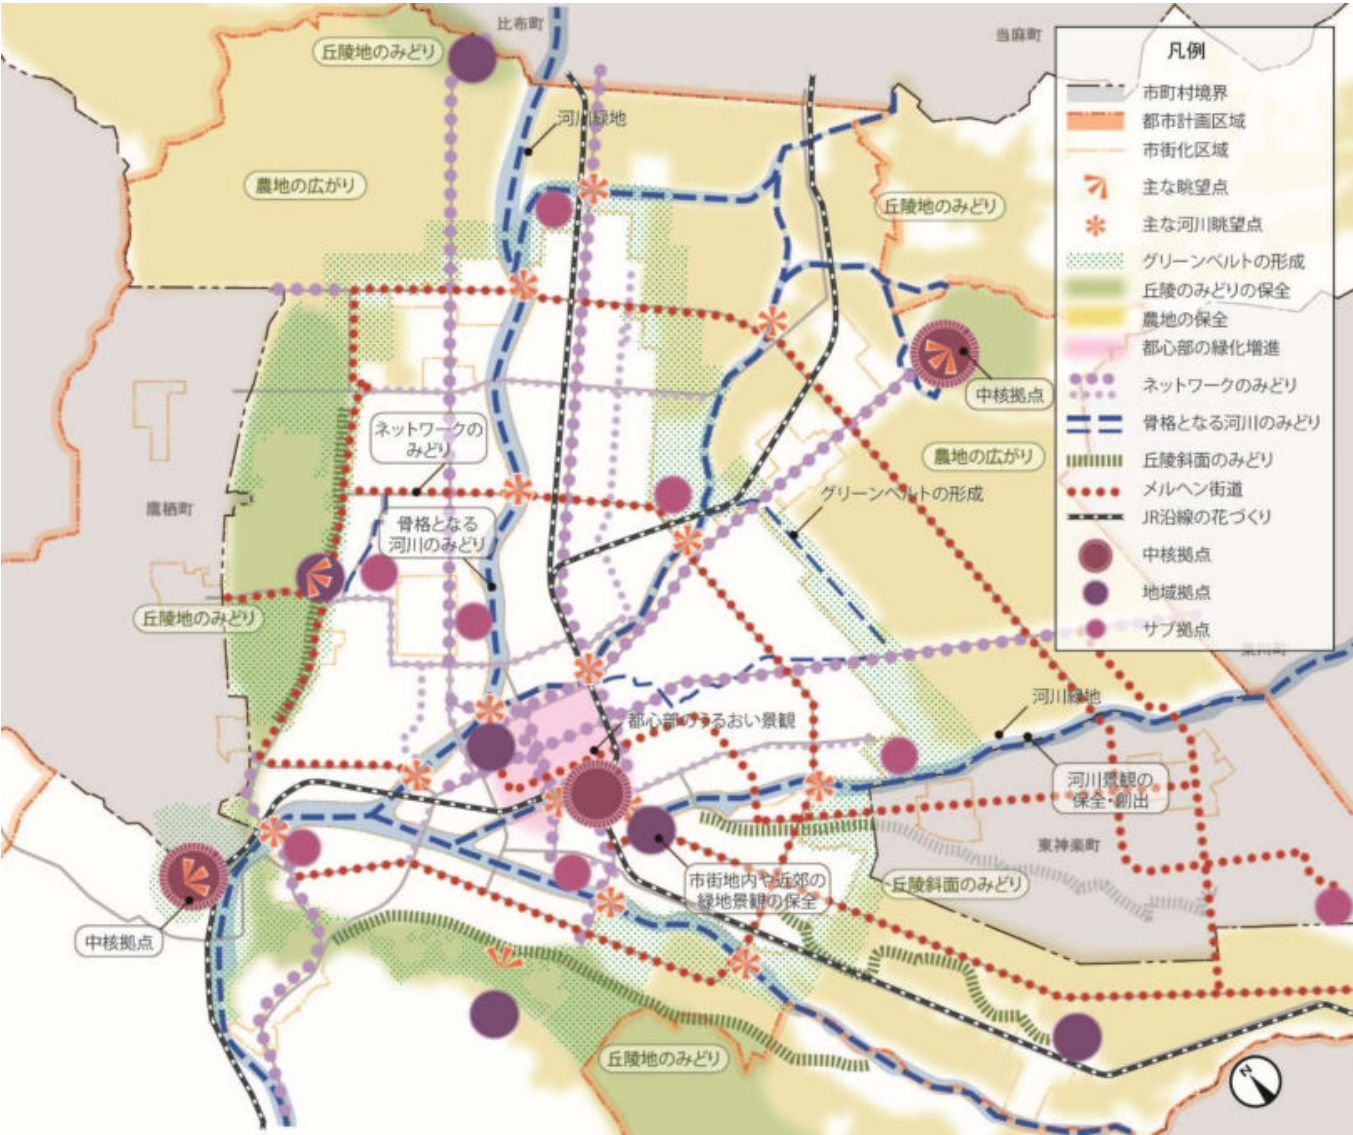 比布町
当麻町
丘陵地のみどり
河川緑地
農地の広がり
丘陵地のみどり
凡例
市町村境界
都市計画区域
市街化区域
主な眺望点
主な河川眺望点
グリーンベルトの形成
丘陵のみどりの保全
農地の保全
都心部の緑化増進
ネットワークのみどり
骨格となる河川のみどり
丘陵斜面のみどり
メルヘン街道
JR沿線の花づくり
中核拠点
地域拠点
サブ拠点
中核拠点
ネットワークの
みどり
農地の広がり
グリーンベルトの形成
鷹栖町
骨格となる
河川のみどり
丘陵地のみどり
東川町
河川緑地
都心部のうるおい景観
河川景観の
保全・創出
東神楽町
市街地内や近郊の
緑地景観の保全
丘陵斜面のみどり
中核拠点
丘陵地のみどり
N